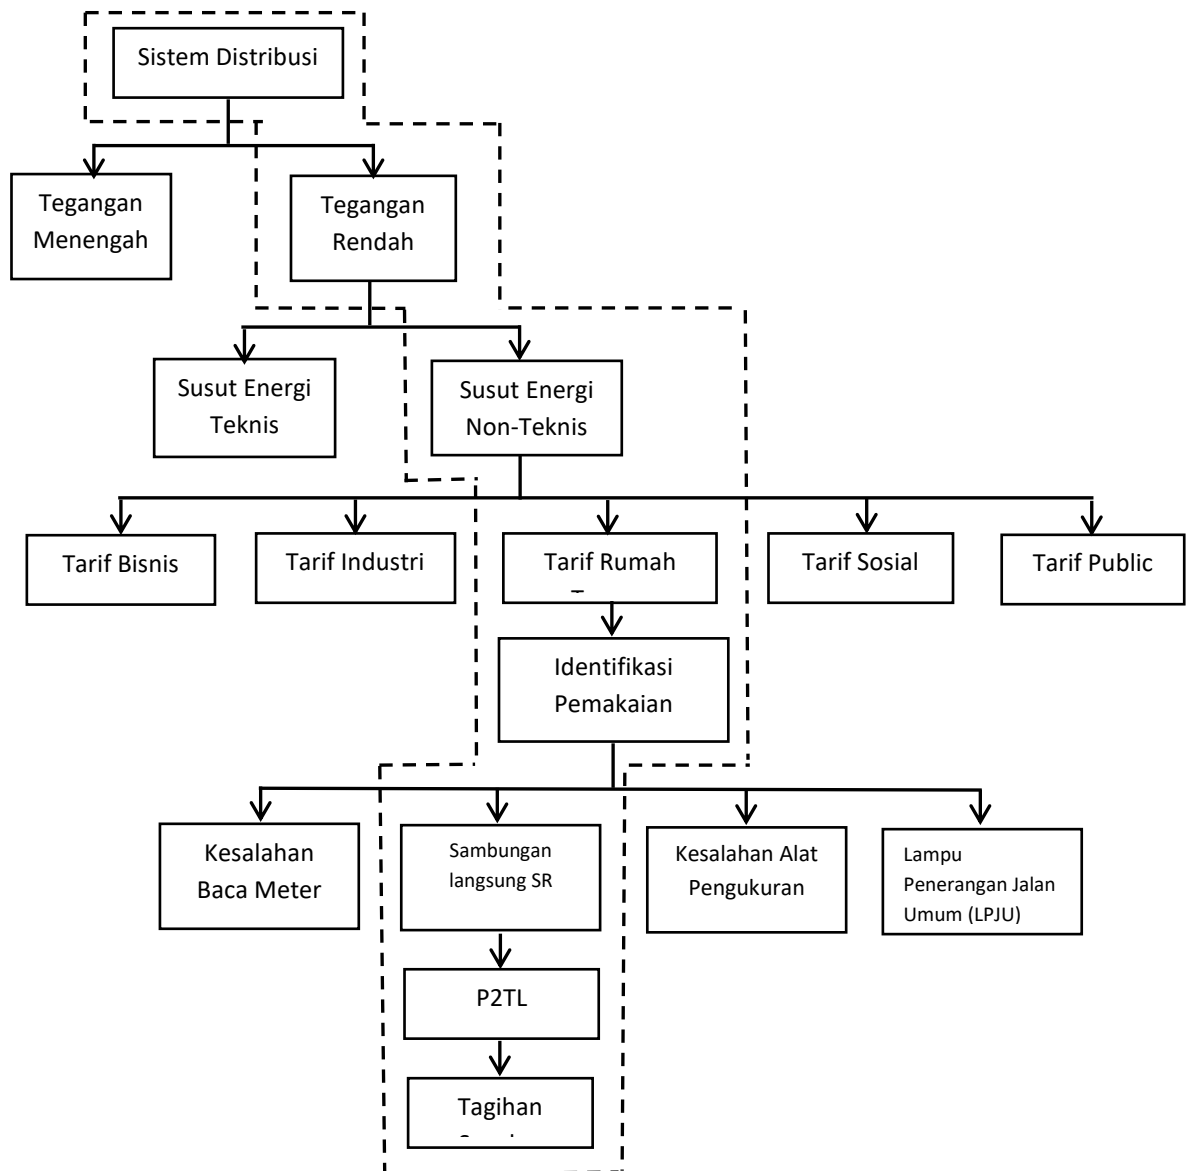 Sistem Distribusi
Tegangan
Menengah
Tegangan
Rendah
Susut Energi
Teknis
Susut Energi
Non-Teknis
Tarif Bisnis
Tarif Industri
Tarif Rumah
Tarif Sosial
Tarif Public
Identifikasi
Pemakaian
Kesalahan
Baca Meter
Sambungan
langsung SR
Kesalahan Alat
Pengukuran
Lampu
Penerangan Jalan
Umum (LPJU)
P2TL
Tagihan